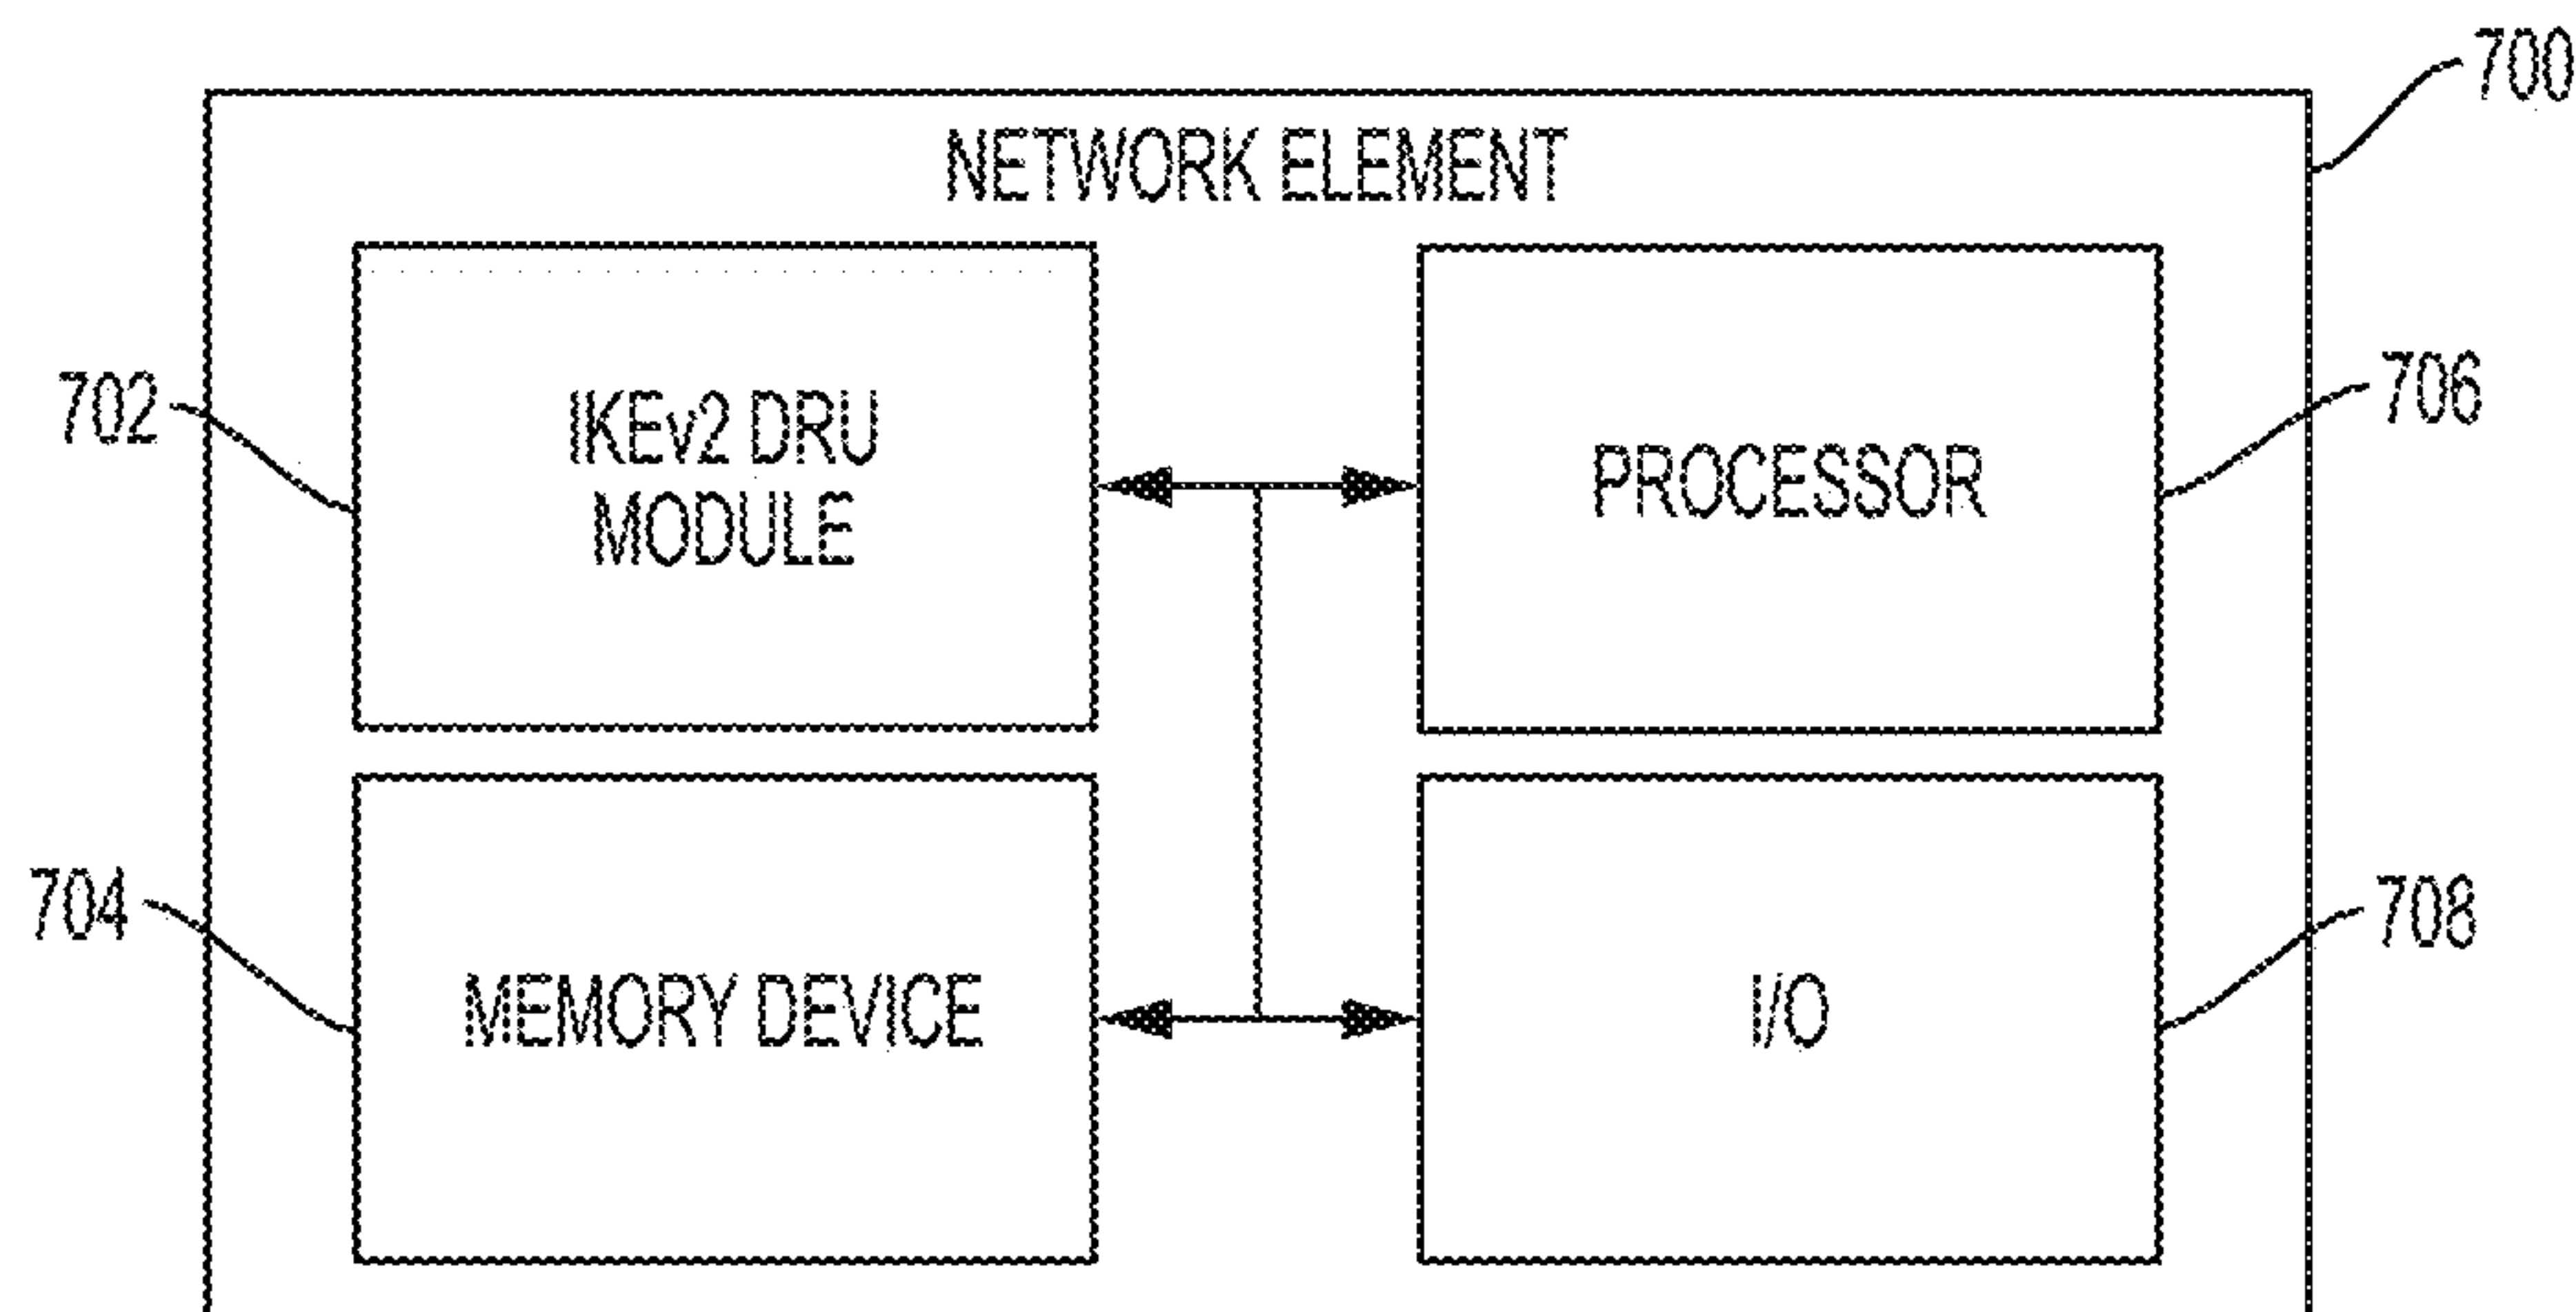 700
NETWORK ELEMENT
702
IKEv2 DRU
MODULE
PROCESSOR
706
704
MEMORY DEVICE
I/O
708